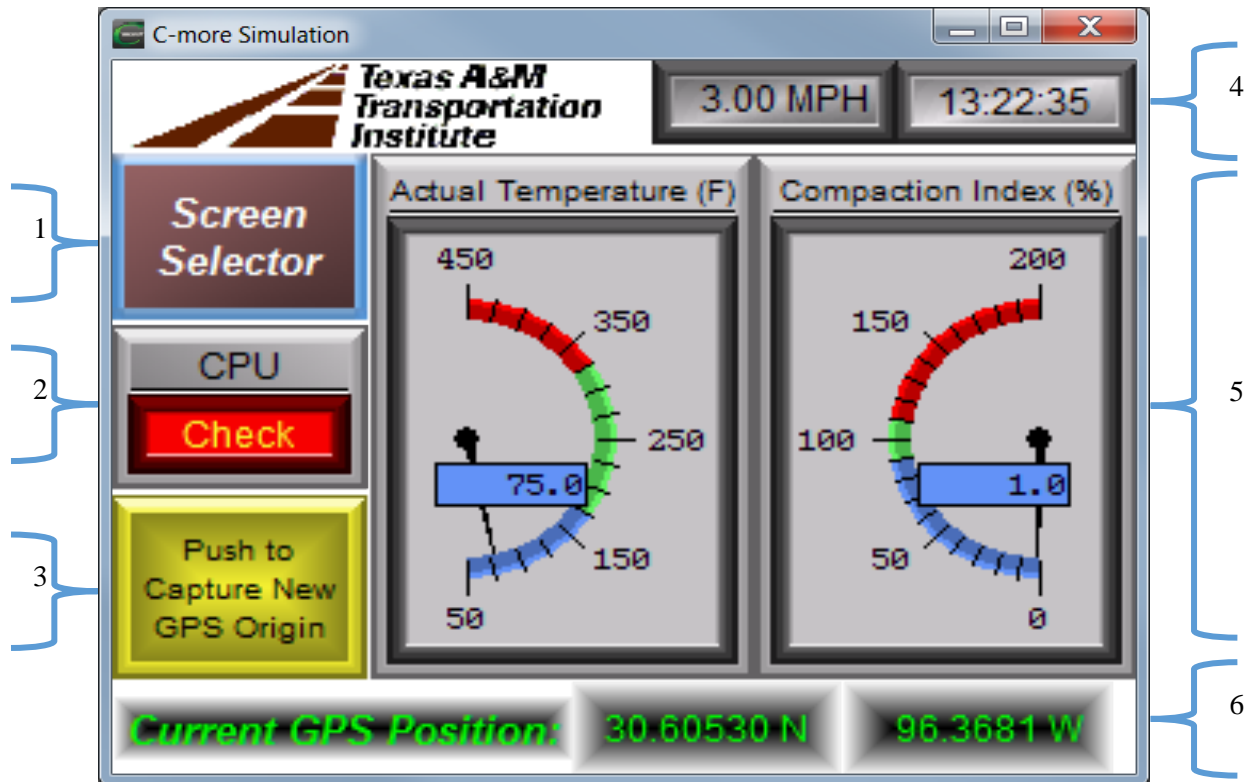 C-more Simulation
Texas A&M
Transportation
Institute
3.00 MPH
13:22:35
4
1
Screen
Selector
2
CPU
Check
3
Push to
Capture New
GPS Origin
Actual Temperature (F)
450
350
250
75.0
150
50
Compaction Index (%)
200
150
100
1.0
50
0
5
Current GPS Position:
30.60530 N
96.3681 W
6